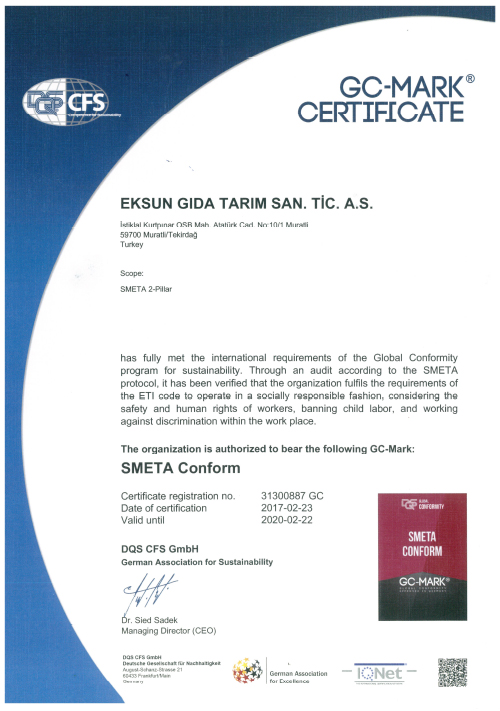 DQS CFS
GC-MARK®
CERTIFICATE
EKSUN GIDA TARIM SAN. TİC. A.S.
İstiklal Kurtpınar OSB Mah. Atatürk Cad. No:10/1 Muratli
59700 Muratli/Tekirdağ
Turkey
Scope:
SMETA 2-Pillar
has fully met the international requirements of the Global Conformity
program for sustainability. Through an audit according to the SMETA
protocol, it has been verified that the organization fulfils the requirements of
the ETI code to operate in a socially responsible fashion, considering the
safety and human rights of workers, banning child labor, and working
against discrimination within the work place.
The organization is authorized to bear the following GC-Mark:
SMETA Conform
Certificate registration no. 31300887 GC
Date of certification 2017-02-23
Valid until 2020-02-22
DQS GLOBAL
CONFORMITY
SMETA
CONFORM
GC-MARK®
DQS CFS GmbH
German Association for Sustainability
Dr. Sied Sadek
Managing Director (CEO)
DQS CFS GmbH
Deutsche Gesellschaft für Nachhaltigkeit
August-Schanz-Strasse 21
60433 Frankfurt/Main
Germany
German Association
for Excellence
IQNet